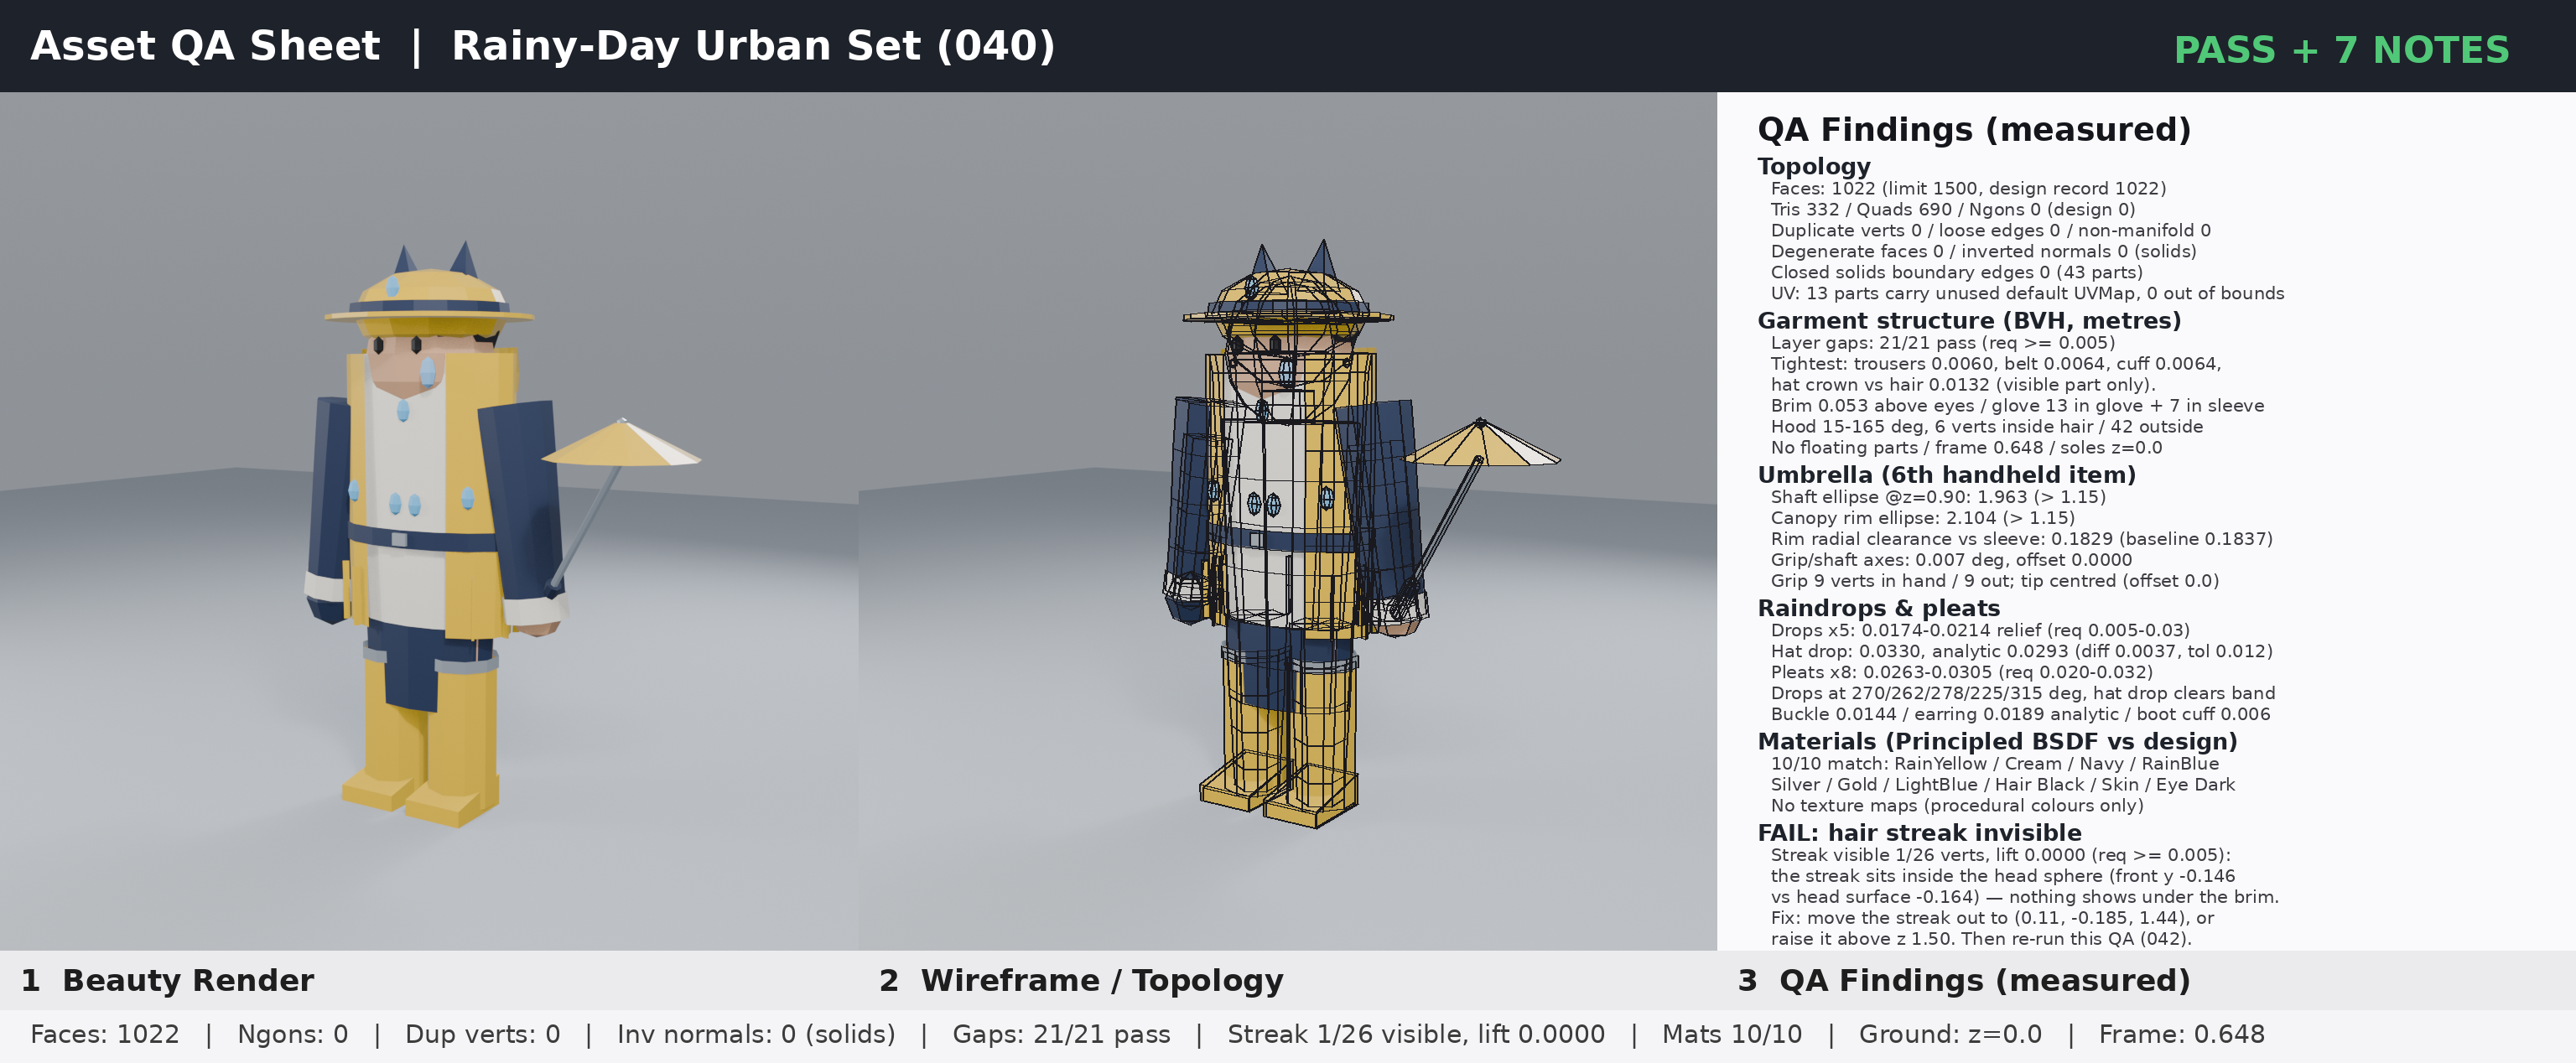 Asset QA Sheet | Rainy-Day Urban Set (040)
PASS + 7 NOTES
QA Findings (measured)
Topology
Faces: 1022 (limit 1500, design record 1022)
Tris 332 / Quads 690 / Ngons 0 (design 0)
Duplicate verts 0 / loose edges 0 / non-manifold 0
Degenerate faces 0 / inverted normals 0 (solids)
Closed solids boundary edges 0 (43 parts)
UV: 13 parts carry unused default UVMap, 0 out of bounds
Garment structure (BVH, metres)
Layer gaps: 21/21 pass (req >= 0.005)
Tightest: trousers 0.0060, belt 0.0064, cuff 0.0064,
hat crown vs hair 0.0132 (visible part only).
Brim 0.053 above eyes / glove 13 in glove + 7 in sleeve
Hood 15-165 deg, 6 verts inside hair / 42 outside
No floating parts / frame 0.648 / soles z=0.0
Umbrella (6th handheld item)
Shaft ellipse @z=0.90: 1.963 (> 1.15)
Canopy rim ellipse: 2.104 (> 1.15)
Rim radial clearance vs sleeve: 0.1829 (baseline 0.1837)
Grip/shaft axes: 0.007 deg, offset 0.0000
Grip 9 verts in hand / 9 out; tip centred (offset 0.0)
Raindrops & pleats
Drops x5: 0.0174-0.0214 relief (req 0.005-0.03)
Hat drop: 0.0330, analytic 0.0293 (diff 0.0037, tol 0.012)
Pleats x8: 0.0263-0.0305 (req 0.020-0.032)
Drops at 270/262/278/225/315 deg, hat drop clears band
Buckle 0.0144 / earring 0.0189 analytic / boot cuff 0.006
Materials (Principled BSDF vs design)
10/10 match: RainYellow / Cream / Navy / RainBlue
Silver / Gold / LightBlue / Hair Black / Skin / Eye Dark
No texture maps (procedural colours only)
FAIL: hair streak invisible
Streak visible 1/26 verts, lift 0.0000 (req >= 0.005):
the streak sits inside the head sphere (front y -0.146
vs head surface -0.164) — nothing shows under the brim.
Fix: move the streak out to (0.11, -0.185, 1.44), or
raise it above z 1.50. Then re-run this QA (042).
1 Beauty Render
2 Wireframe / Topology
3 QA Findings (measured)
Faces: 1022 | Ngons: 0 | Dup verts: 0 | Inv normals: 0 (solids) | Gaps: 21/21 pass | Streak 1/26 visible, lift 0.0000 | Mats 10/10 | Ground: z=0.0 | Frame: 0.648